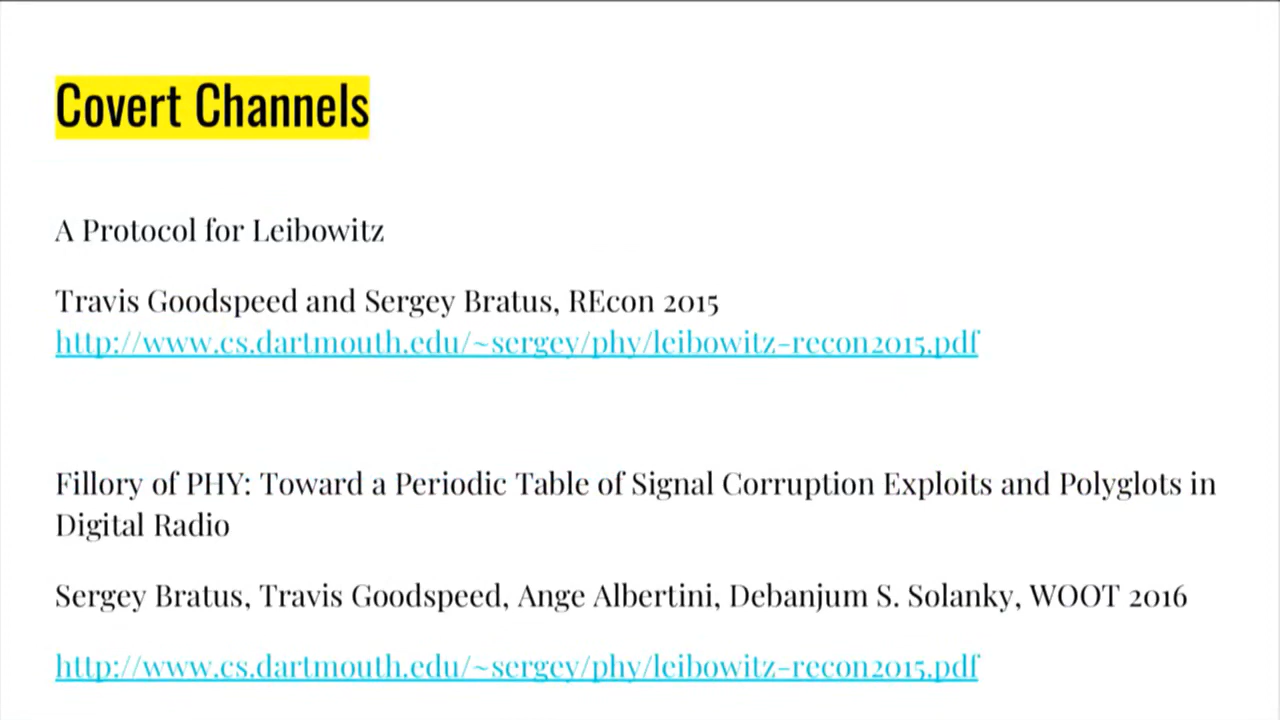 Covert Channels
A Protocol for Leibowitz
Travis Goodspeed and Sergey Bratus, REcon 2015
http://www.cs.dartmouth.edu/~sergey/phy/leibowitz-recon2015.pdf
Fillory of PHY: Toward a Periodic Table of Signal Corruption Exploits and Polyglots in
Digital Radio
Sergey Bratus, Travis Goodspeed, Ange Albertini, Debanjum S. Solanky, WOOT 2016
http://www.cs.dartmouth.edu/~sergey/phy/leibowitz-recon2015.pdf